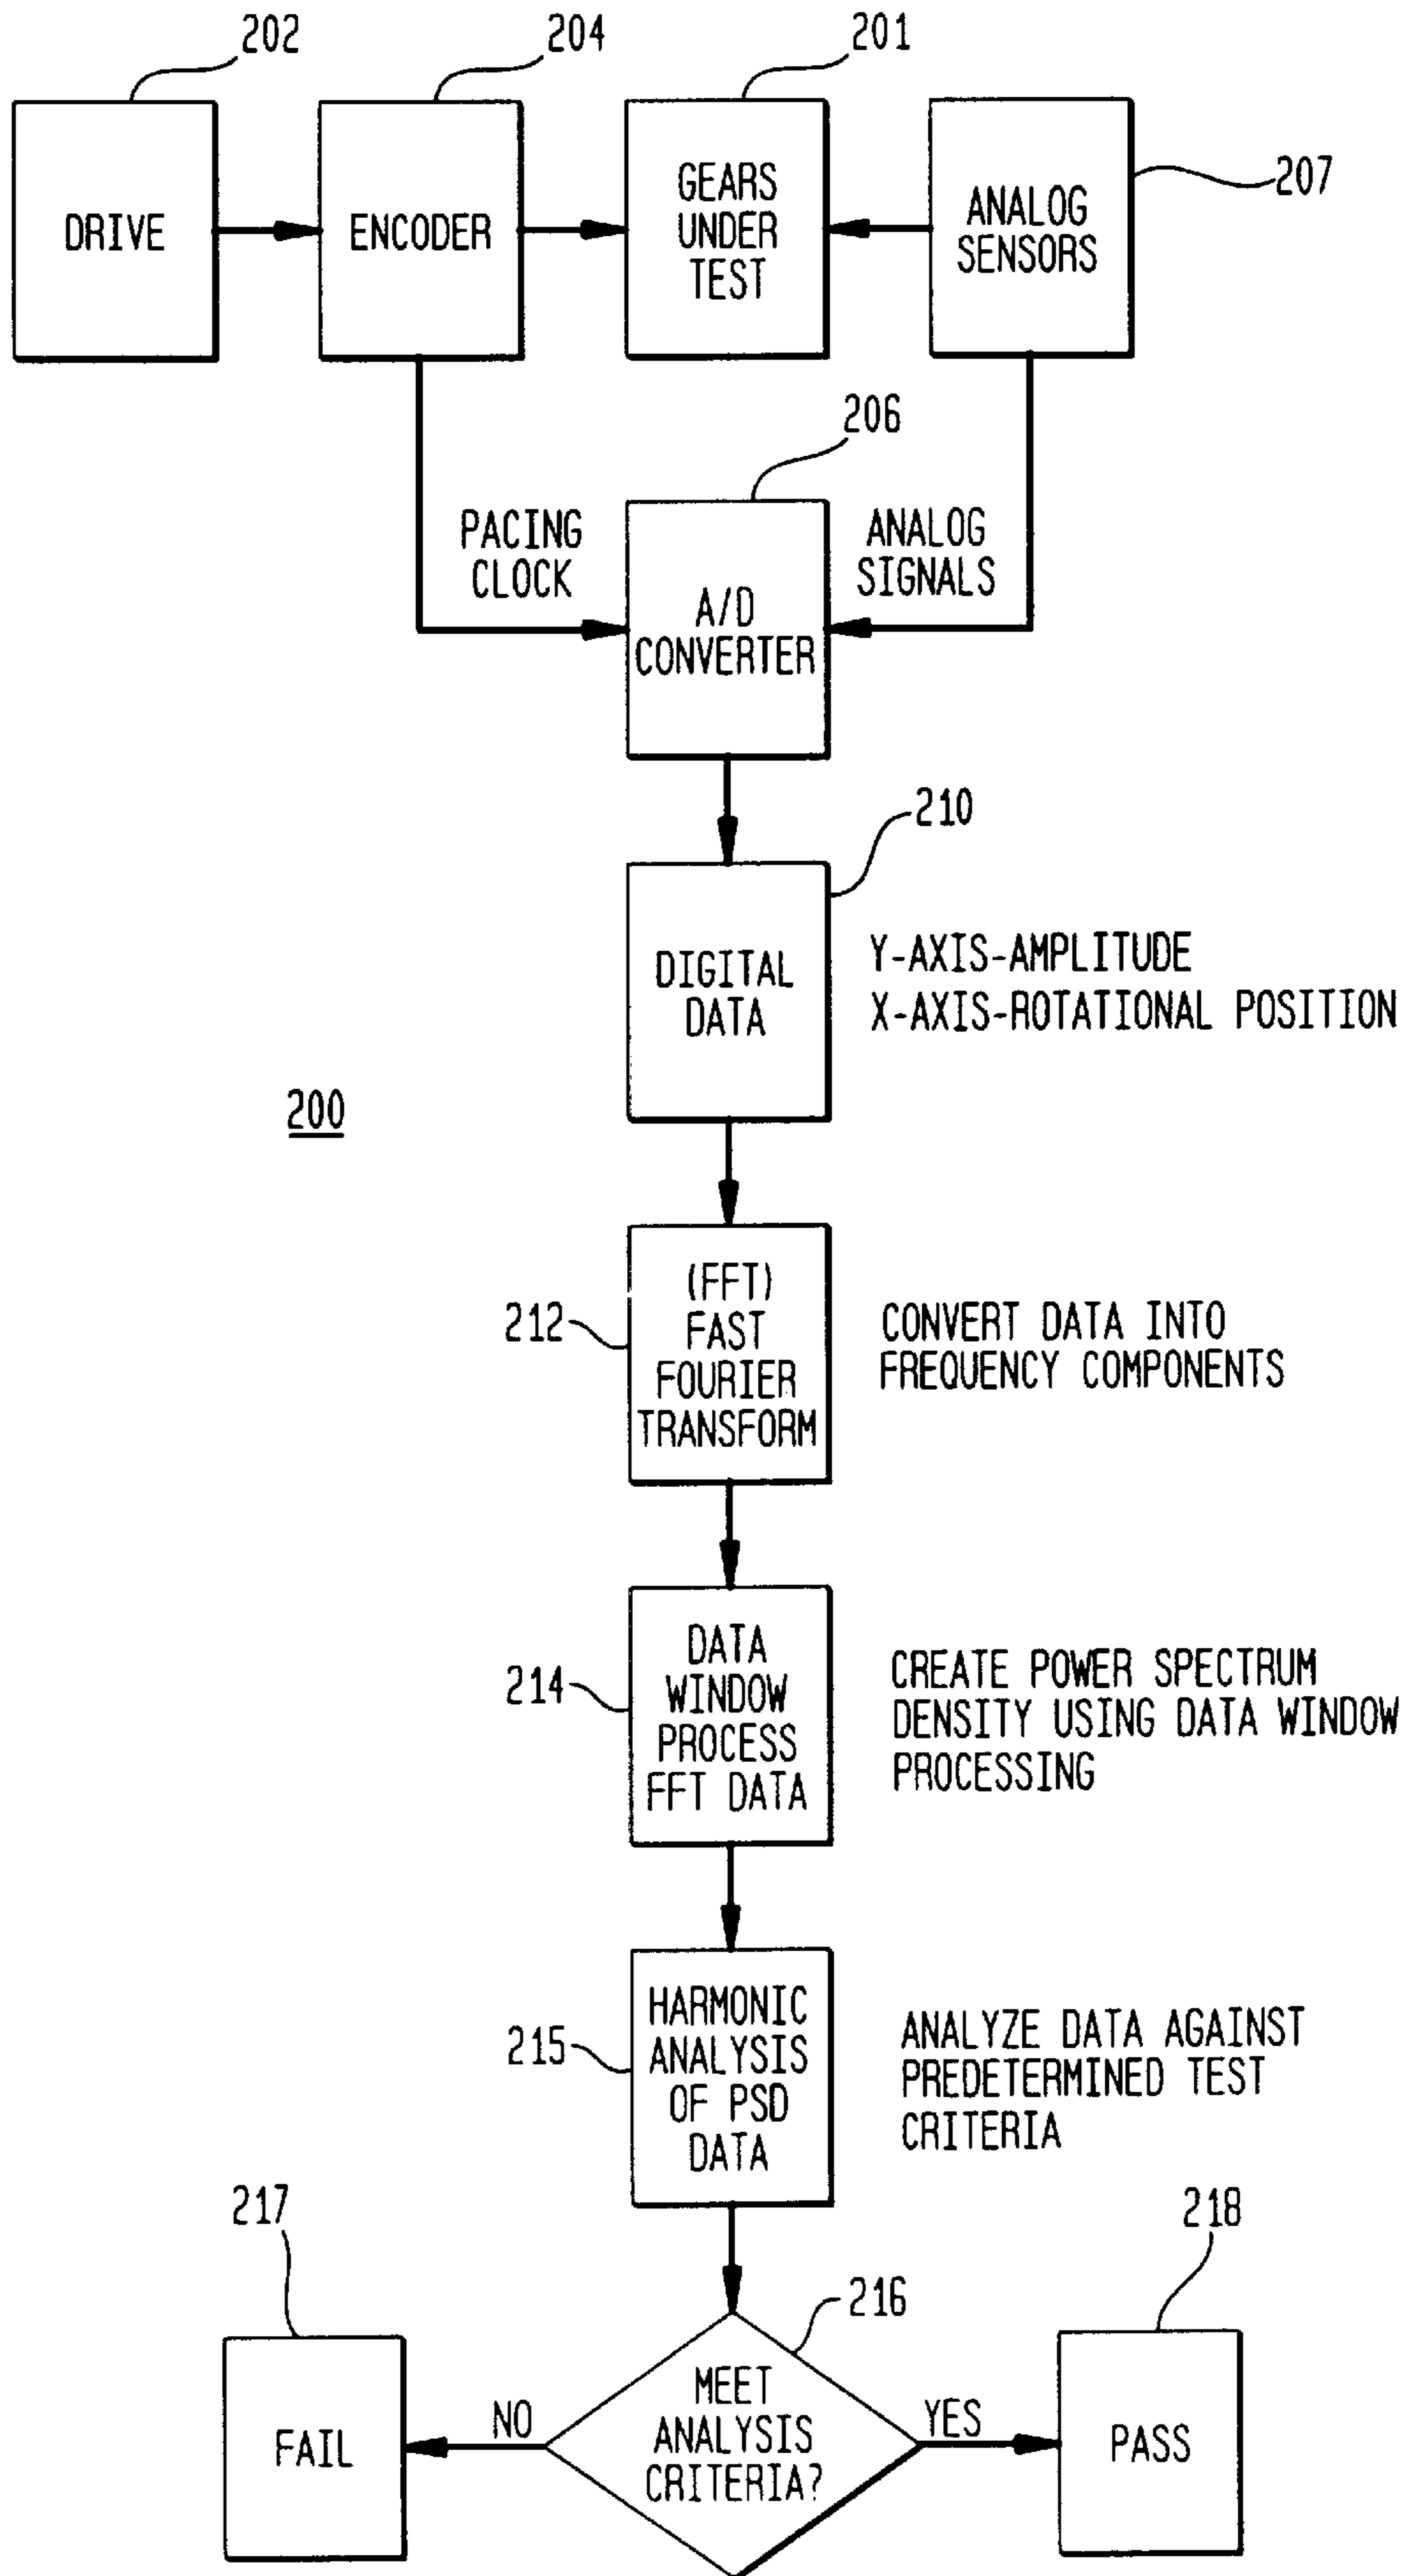 202
204
201
207
DRIVE
ENCODER
GEARS
UNDER
TEST
ANALOG
SENSORS
206
PACING
CLOCK
A/D
CONVERTER
ANALOG
SIGNALS
210
DIGITAL
DATA
Y-AXIS-AMPLITUDE
X-AXIS-ROTATIONAL POSITION
200
212
(FFT)
FAST
FOURIER
TRANSFORM
CONVERT DATA INTO
FREQUENCY COMPONENTS
214
DATA
WINDOW
PROCESS
FFT DATA
CREATE POWER SPECTRUM
DENSITY USING DATA WINDOW
PROCESSING
215
HARMONIC
ANALYSIS
OF PSD
DATA
ANALYZE DATA AGAINST
PREDETERMINED TEST
CRITERIA
217
218
216
FAIL
NO
MEET
ANALYSIS
CRITERIA?
YES
PASS